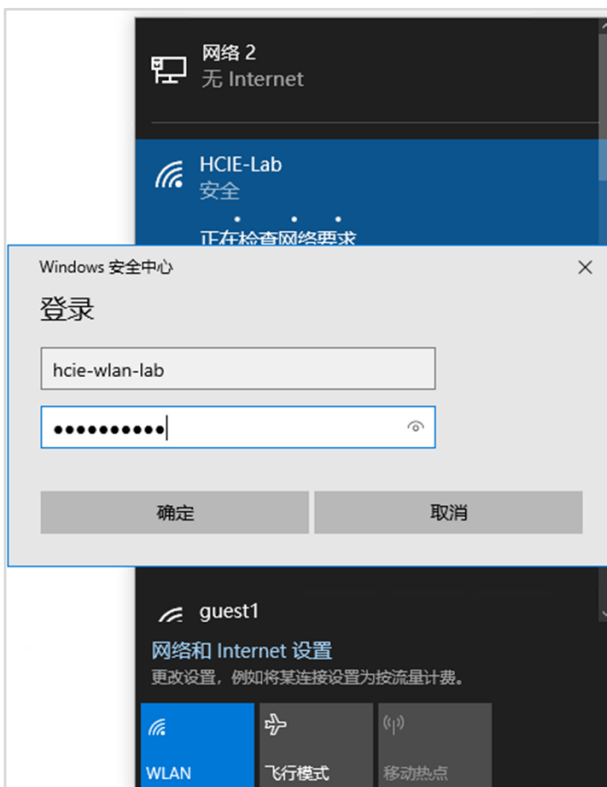 网络 2
无 Internet
HCIE-Lab
安全
正在检查网络要求
Windows 安全中心
登录
hcie-wlan-lab
●●●●●●●●●●
确定
取消
guest1
网络和 Internet 设置
更改设置，例如将某连接设置为按流量计费。
WLAN
飞行模式
移动热点